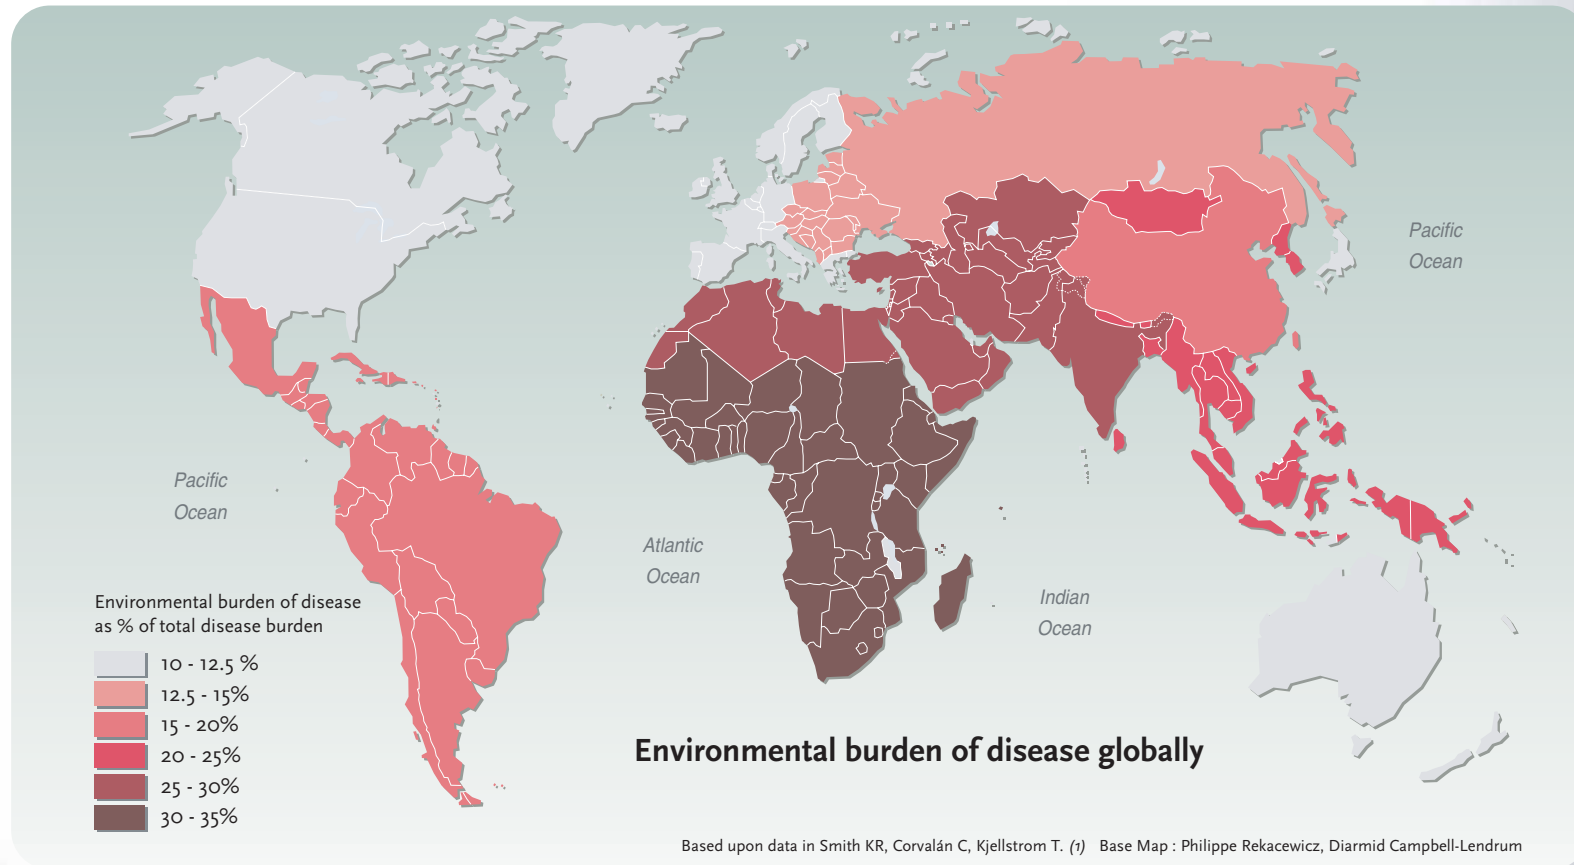 Pacific
Ocean
Pacific
Ocean
Atlantic
Ocean
Indian
Ocean
Environmental burden of disease
as % of total disease burden
10 - 12.5 %
12.5 - 15%
15 - 20%
20 - 25%
25 - 30%
30 - 35%
Environmental burden of disease globally
Based upon data in Smith KR, Corvalán C, Kjellstrom T. (1) Base Map : Philippe Rekacewicz, Diarmid Campbell-Lendrum